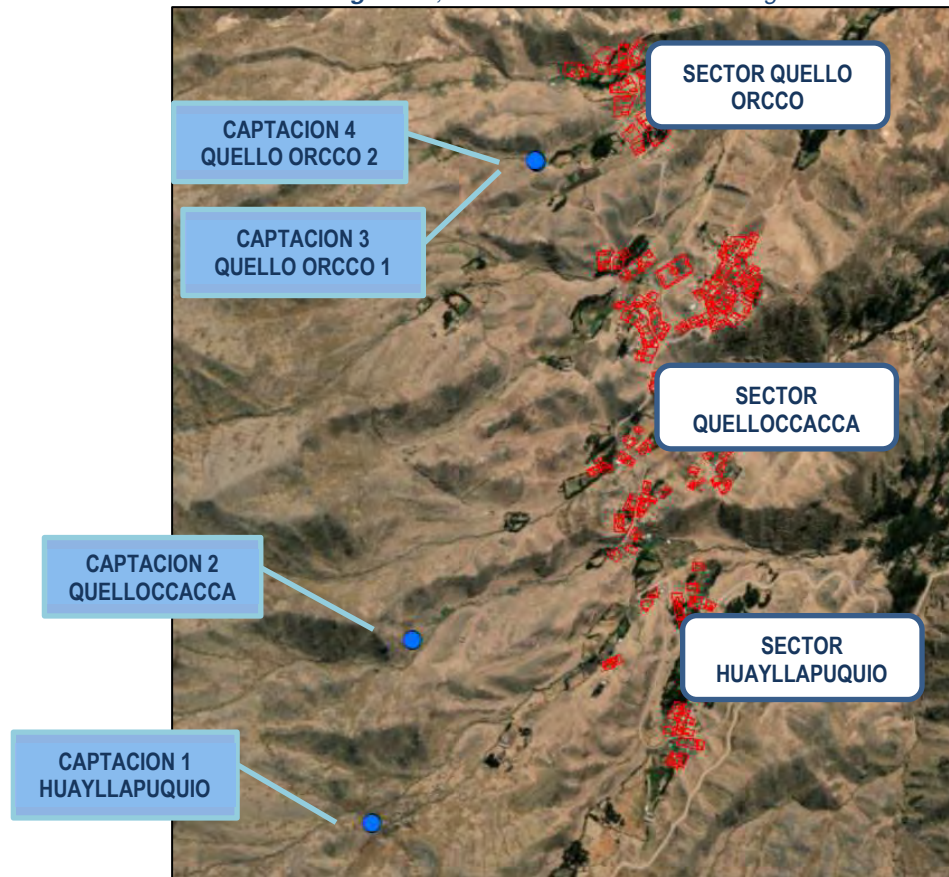 SECTOR QUELLO
ORCCO
CAPTACION 4
QUELLO ORCCO 2
CAPTACION 3
QUELLO ORCCO 1
SECTOR
QUELLOCCACCA
CAPTACION 2
QUELLOCCACCA
SECTOR
HUAYLLAPUQUIO
CAPTACION 1
HUAYLLAPUQUIO